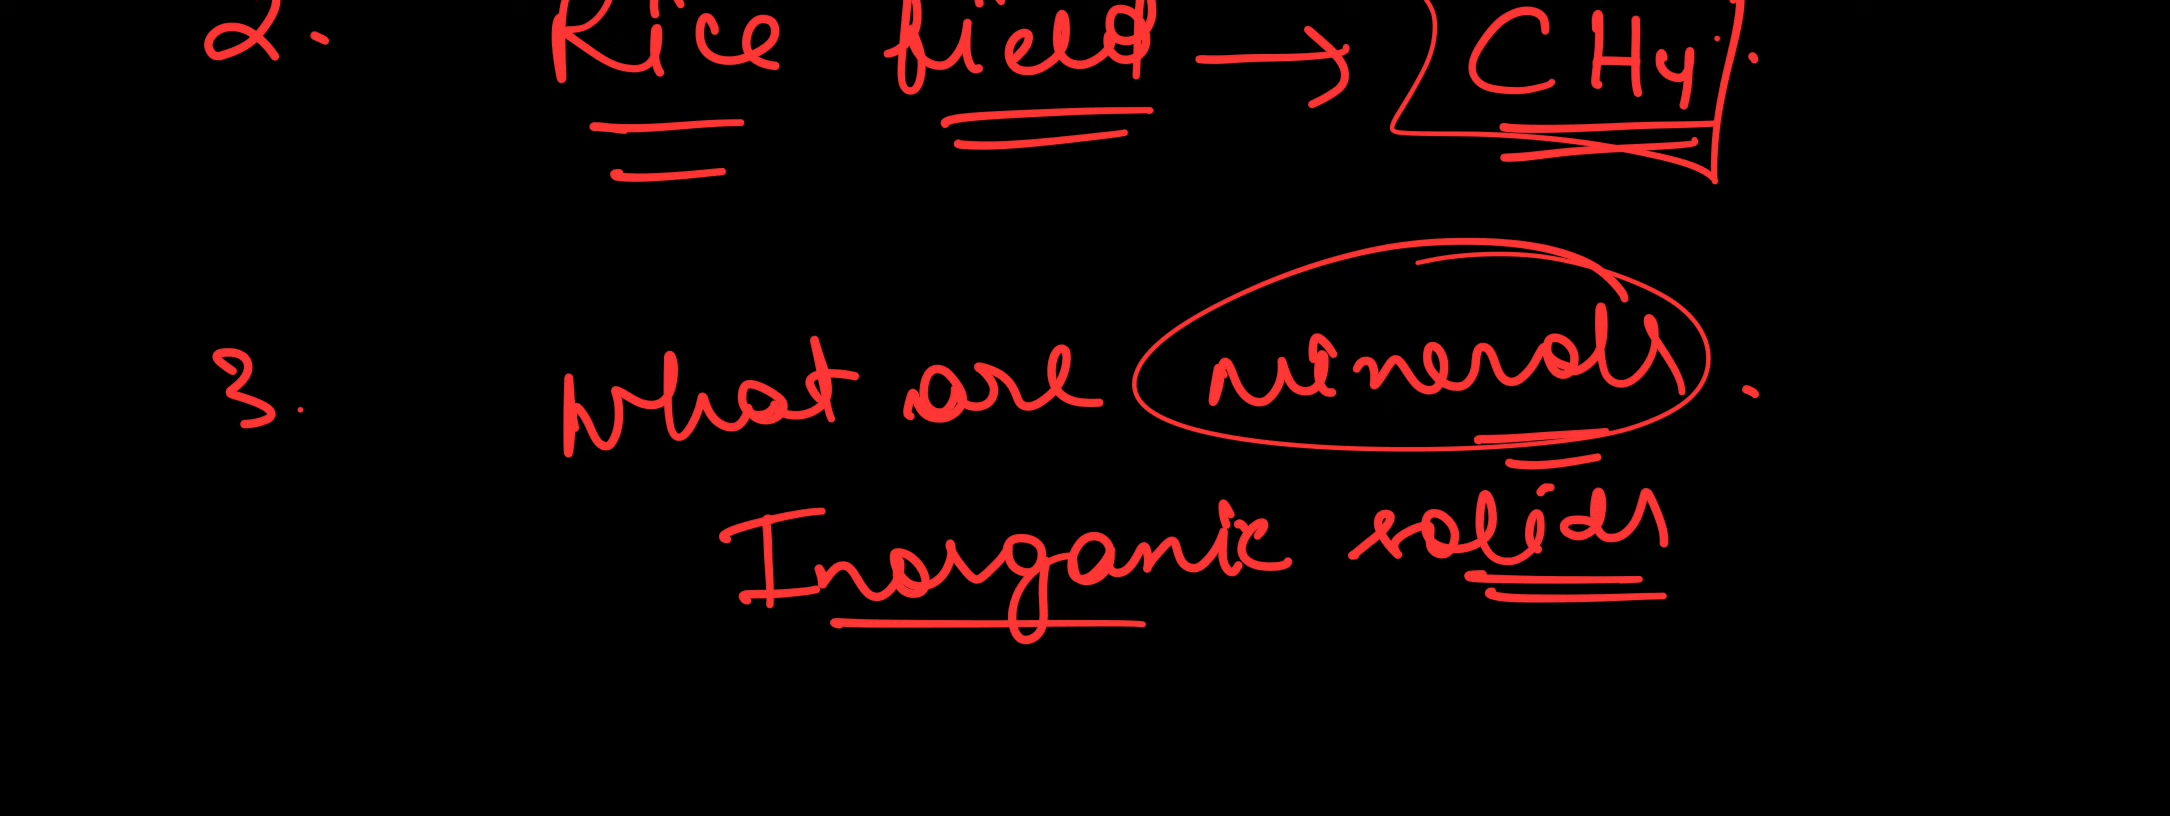 2. Rice field → CH4.
3. What are minerals.
Inorganic solids